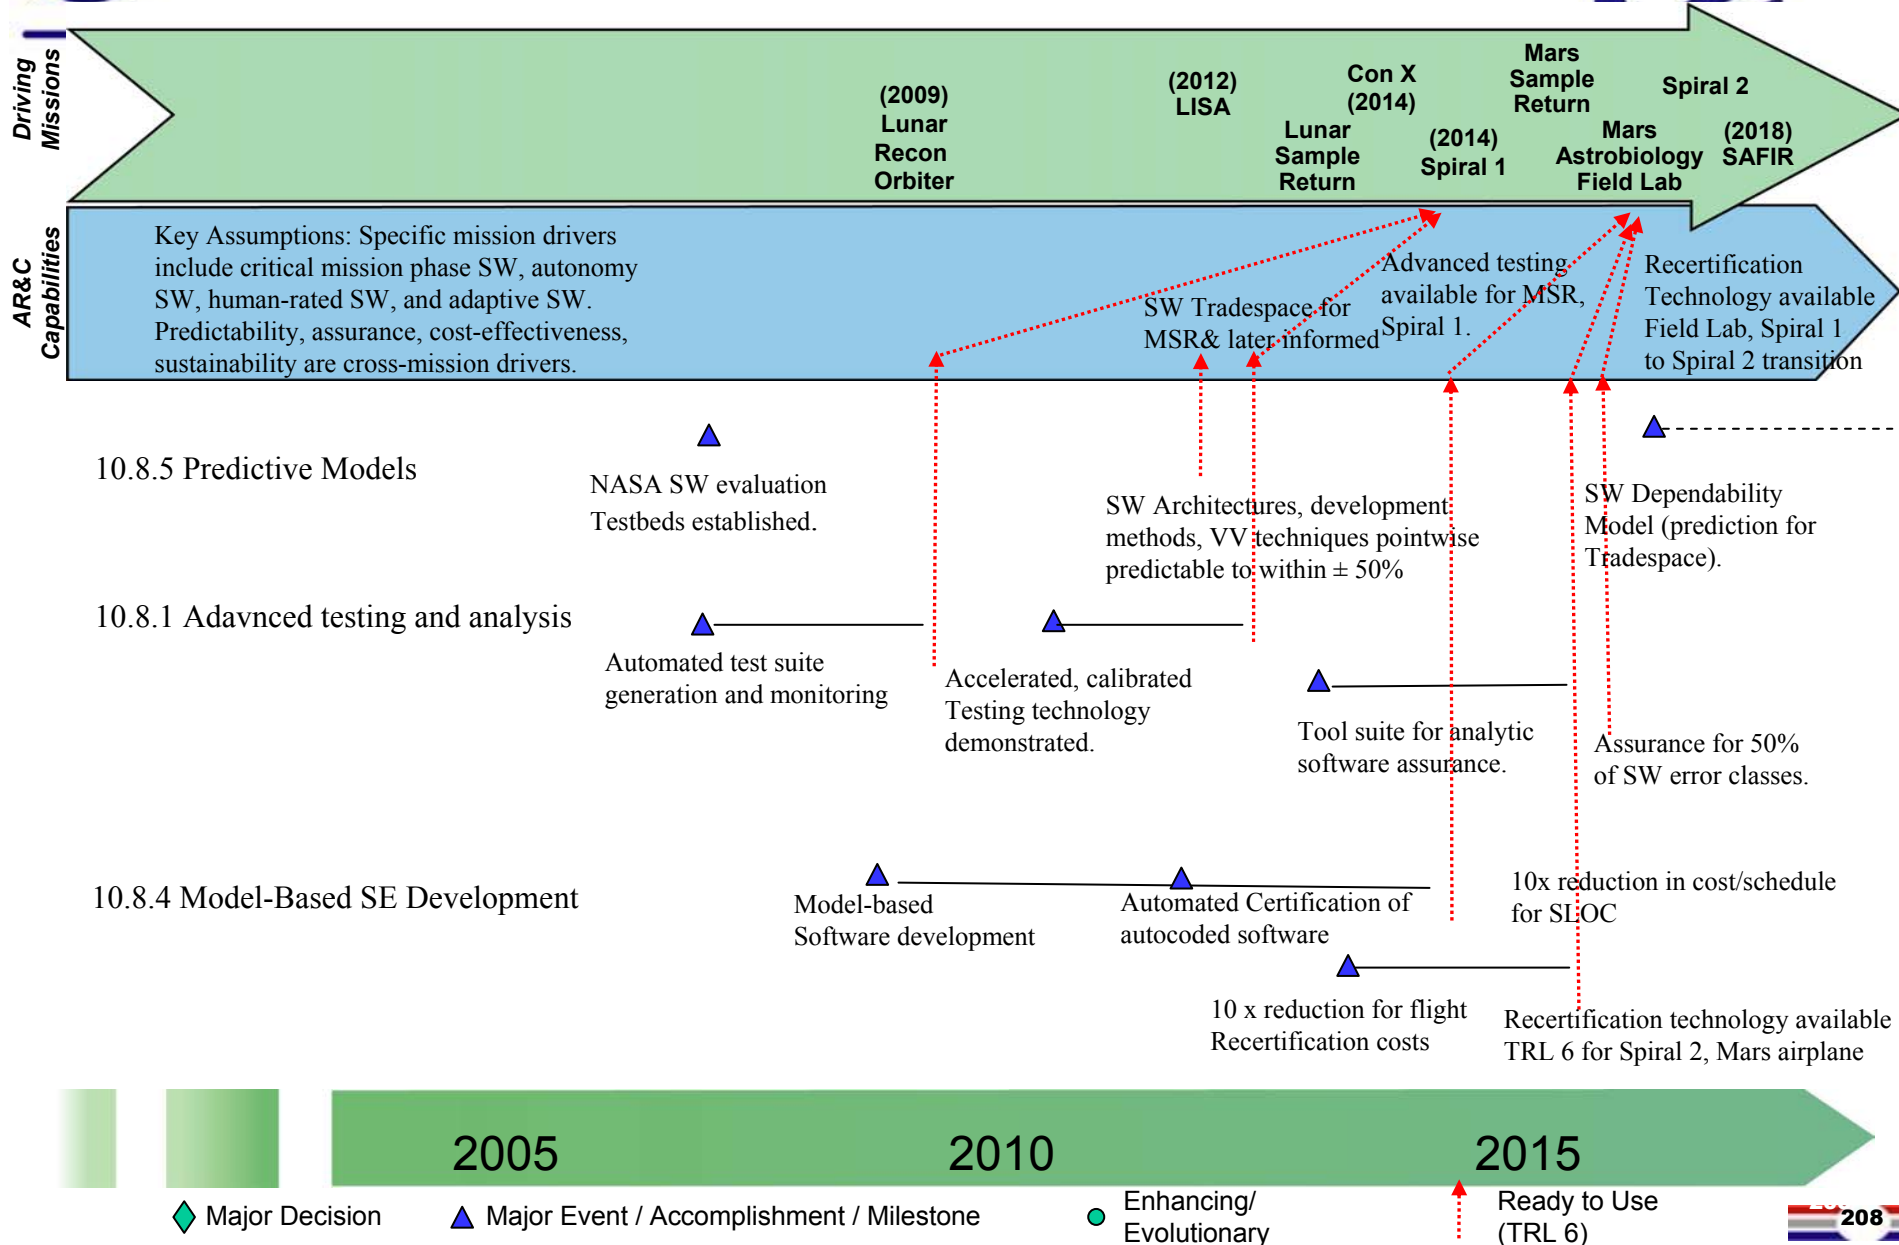 Driving
Missions
(2009)
Lunar
Recon
Orbiter
(2012)
LISA
Con X
(2014)
Lunar
Sample
Return
(2014)
Spiral 1
Mars
Sample
Return
Mars
Astrobiology
Field Lab
Spiral 2
(2018)
SAFIR
AR&C
Capabilities
Key Assumptions: Specific mission drivers
include critical mission phase SW, autonomy
SW, human-rated SW, and adaptive SW.
Predictability, assurance, cost-effectiveness,
sustainability are cross-mission drivers.
SW Tradespace for
MSR& later informed
Advanced testing
available for MSR,
Spiral 1.
Recertification
Technology available
Field Lab, Spiral 1
to Spiral 2 transition
10.8.5 Predictive Models
NASA SW evaluation
Testbeds established.
SW Architectures, development
methods, VV techniques pointwise
predictable to within ± 50%
SW Dependability
Model (prediction for
Tradespace).
10.8.1 Adavnced testing and analysis
Automated test suite
generation and monitoring
Accelerated, calibrated
Testing technology
demonstrated.
Tool suite for analytic
software assurance.
Assurance for 50%
of SW error classes.
10.8.4 Model-Based SE Development
Model-based
Software development
Automated Certification of
autocoded software
10x reduction in cost/schedule
for SLOC
10 x reduction for flight
Recertification costs
Recertification technology available
TRL 6 for Spiral 2, Mars airplane
2005
2010
2015
Major Decision
Major Event / Accomplishment / Milestone
Enhancing/
Evolutionary
Ready to Use
(TRL 6)
208